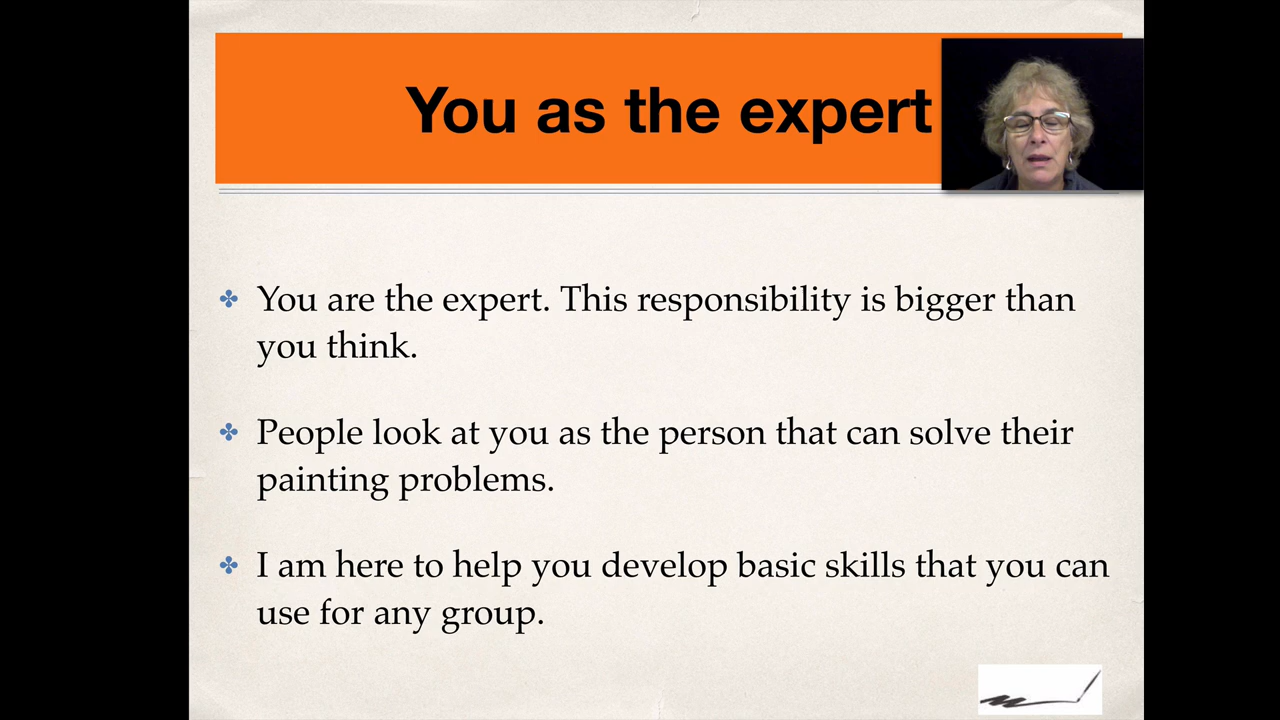 You as the expert
You are the expert. This responsibility is bigger than
you think.
People look at you as the person that can solve their
painting problems.
I am here to help you develop basic skills that you can
use for any group.